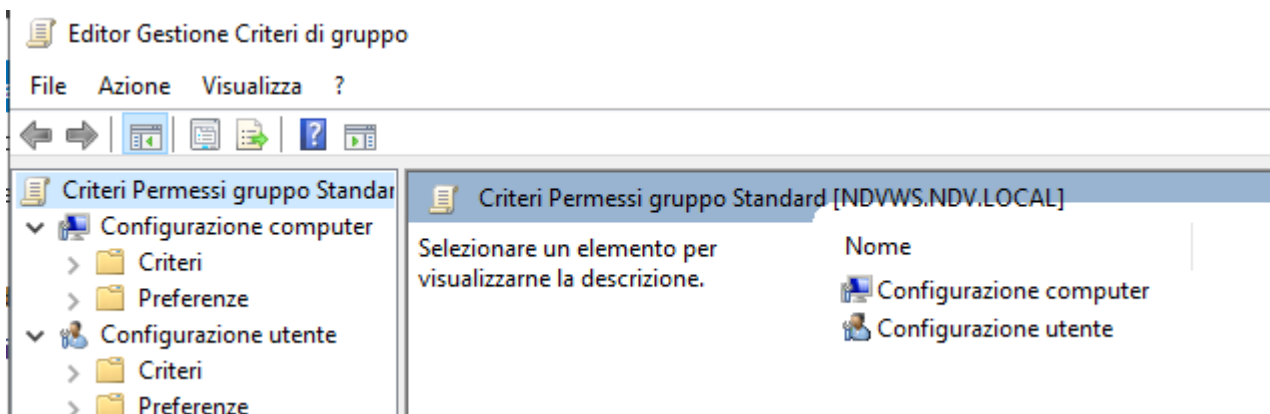 Editor Gestione Criteri di gruppo
File Azione Visualizza ?
Criteri Permessi gruppo Standar
Configurazione computer
Criteri
Preferenze
Configurazione utente
Criteri
Preferenze
Criteri Permessi gruppo Standard [NDVWS.NDV.LOCAL]
Selezionare un elemento per
visualizzarne la descrizione.
Nome
Configurazione computer
Configurazione utente